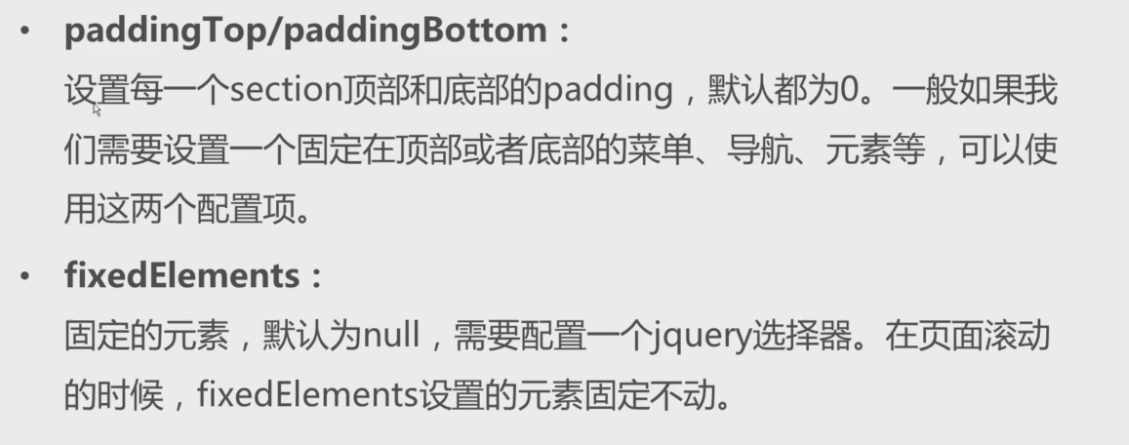 • paddingTop/paddingBottom：
设置每一个section顶部和底部的padding，默认都为0。一般如果我
们需要设置一个固定在顶部或者底部的菜单、导航、元素等，可以使
用这两个配置项。
• fixedElements：
固定的元素，默认为null，需要配置一个jquery选择器。在页面滚动
的时候，fixedElements设置的元素固定不动。